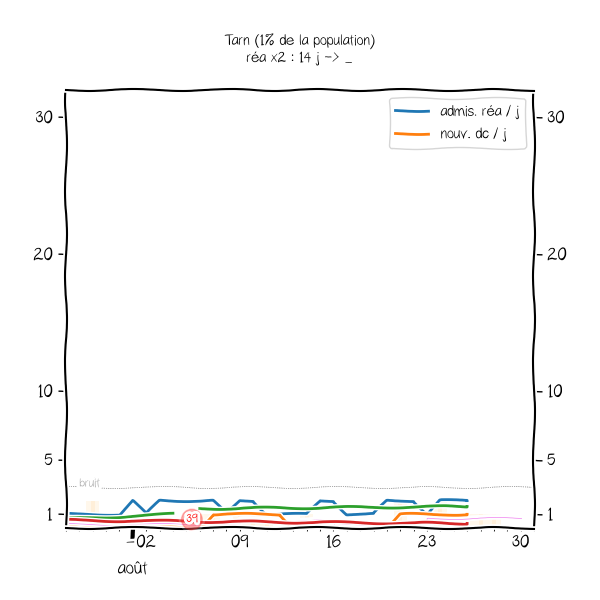 Tarn (1% de la population)
réa x2 : 14 j -> _
admis. réa / j
nouv. dc / j
30 30
20 20
10 10
5 5
bruit
1 1
39
02 09 16 23 30
août